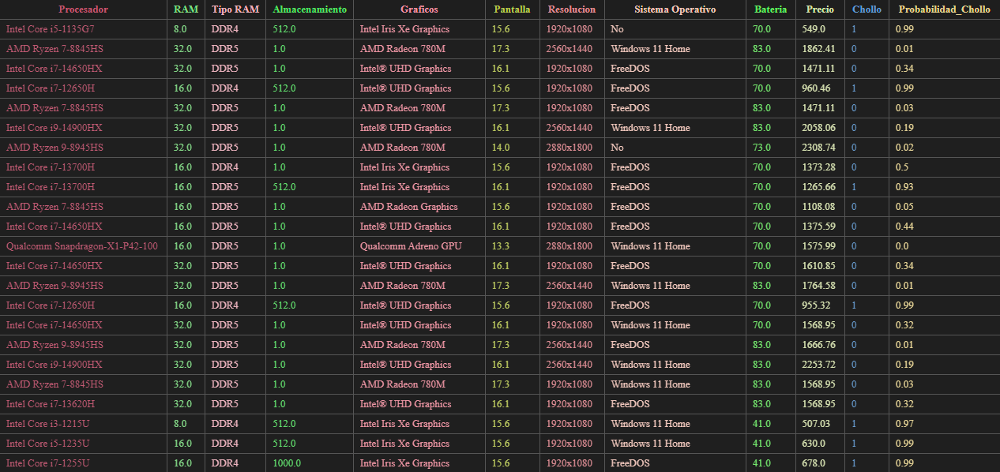 Procesador RAM Tipo RAM Almacenamiento Graficos Pantalla Resolucion Sistema Operativo Bateria Precio Chollo Probabilidad_Chollo
Intel Core i5-1135G7 8.0 DDR4 512.0 Intel Iris Xe Graphics 15.6 1920x1080 No 70.0 549.0 1 0.99
AMD Ryzen 7-8845HS 32.0 DDR5 1.0 AMD Radeon 780M 17.3 2560x1440 Windows 11 Home 83.0 1862.41 0 0.01
Intel Core i7-14650HX 32.0 DDR5 1.0 Intel® UHD Graphics 16.1 1920x1080 FreeDOS 70.0 1471.11 0 0.34
Intel Core i7-12650H 16.0 DDR4 512.0 Intel® UHD Graphics 15.6 1920x1080 FreeDOS 70.0 960.46 1 0.99
AMD Ryzen 7-8845HS 32.0 DDR5 1.0 AMD Radeon 780M 17.3 1920x1080 FreeDOS 83.0 1471.11 0 0.03
Intel Core i9-14900HX 32.0 DDR5 1.0 Intel® UHD Graphics 16.1 2560x1440 Windows 11 Home 83.0 2058.06 0 0.19
AMD Ryzen 9-8945HS 32.0 DDR5 1.0 AMD Radeon 780M 14.0 2880x1800 No 73.0 2308.74 0 0.02
Intel Core i7-13700H 16.0 DDR4 1.0 Intel Iris Xe Graphics 15.6 1920x1080 FreeDOS 70.0 1373.28 0 0.5
Intel Core i7-13700H 16.0 DDR5 512.0 Intel Iris Xe Graphics 16.1 1920x1080 FreeDOS 70.0 1265.66 1 0.93
AMD Ryzen 7-8845HS 16.0 DDR5 1.0 AMD Radeon Graphics 15.6 1920x1080 FreeDOS 70.0 1108.08 0 0.05
Intel Core i7-14650HX 16.0 DDR5 1.0 Intel® UHD Graphics 16.1 1920x1080 FreeDOS 70.0 1375.59 0 0.44
Qualcomm Snapdragon-X1-P42-100 16.0 DDR5 1.0 Qualcomm Adreno GPU 13.3 2880x1800 Windows 11 Home 70.0 1575.99 0 0.0
Intel Core i7-14650HX 32.0 DDR5 1.0 Intel® UHD Graphics 16.1 1920x1080 FreeDOS 70.0 1610.85 0 0.34
AMD Ryzen 9-8945HS 32.0 DDR5 1.0 AMD Radeon 780M 17.3 2560x1440 Windows 11 Home 83.0 1764.58 0 0.01
Intel Core i7-12650H 16.0 DDR4 512.0 Intel® UHD Graphics 15.6 1920x1080 FreeDOS 70.0 955.32 1 0.99
Intel Core i7-14650HX 32.0 DDR5 1.0 Intel® UHD Graphics 16.1 1920x1080 Windows 11 Home 70.0 1568.95 0 0.32
AMD Ryzen 9-8945HS 32.0 DDR5 1.0 AMD Radeon 780M 17.3 2560x1440 FreeDOS 83.0 1666.76 0 0.01
Intel Core i9-14900HX 32.0 DDR5 1.0 Intel® UHD Graphics 16.1 2560x1440 Windows 11 Home 83.0 2253.72 0 0.19
AMD Ryzen 7-8845HS 32.0 DDR5 1.0 AMD Radeon 780M 17.3 1920x1080 Windows 11 Home 83.0 1568.95 0 0.03
Intel Core i7-13620H 32.0 DDR5 1.0 Intel® UHD Graphics 16.1 1920x1080 FreeDOS 83.0 1568.95 0 0.32
Intel Core i3-1215U 8.0 DDR4 512.0 Intel Iris Xe Graphics 15.6 1920x1080 Windows 11 Home 41.0 507.03 1 0.97
Intel Core i5-1235U 16.0 DDR4 512.0 Intel Iris Xe Graphics 15.6 1920x1080 Windows 11 Home 41.0 630.0 1 0.99
Intel Core i7-1255U 16.0 DDR4 1000.0 Intel Iris Xe Graphics 15.6 1920x1080 FreeDOS 41.0 678.0 1 0.99